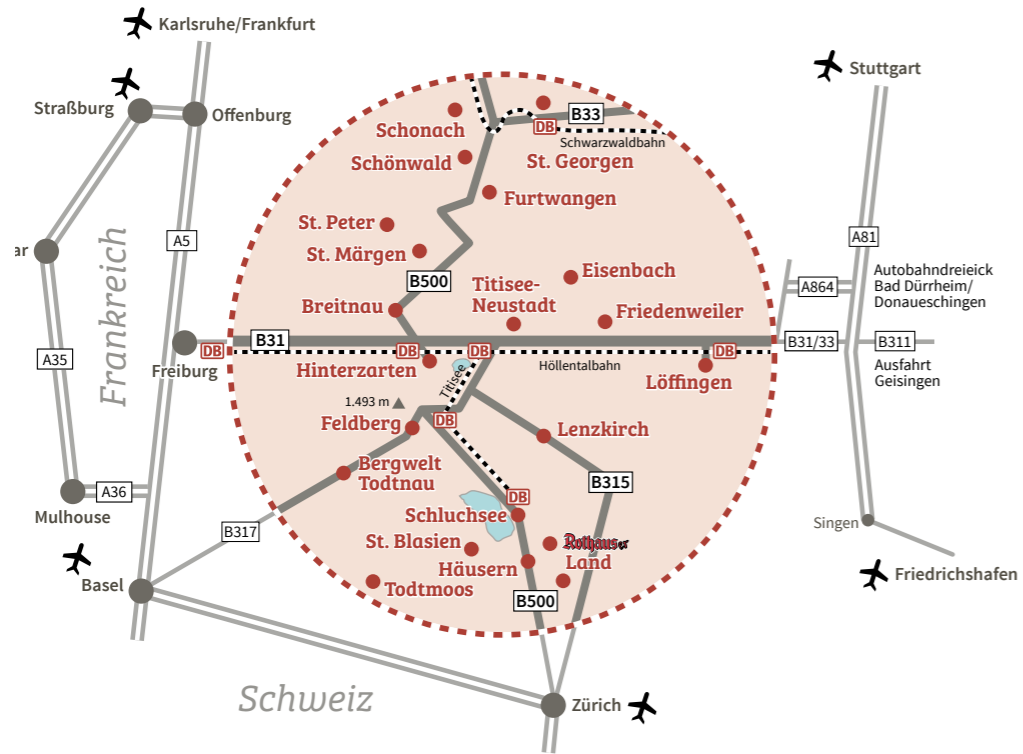 Karlsruhe/Frankfurt
Straßburg
Offenburg
Stuttgart
Schonach
B33
DB
Schwarzwaldbahn
St. Georgen
Schönwald
Furtwangen
St. Peter
St. Märgen
A5
A81
Frankreich
ar
B500
Eisenbach
Titisee-
Neustadt
A864
Autobahndreieick
Bad Dürrheim/
Donaueschingen
Breitnau
Friedenweiler
B31
B31/33
B311
DB
DB
DB
DB
A35
Freiburg
Hinterzarten
Titisee
Höllentalbahn
Löffingen
Ausfahrt
Geisingen
1.493 m
Feldberg
DB
Lenzkirch
Bergwelt
Todtnau
B315
A36
DB
Mulhouse
Schluchsee
Singen
B317
St. Blasien
Rothauser
Land
Häusern
Basel
Todtmoos
B500
Friedrichshafen
Schweiz
Zürich